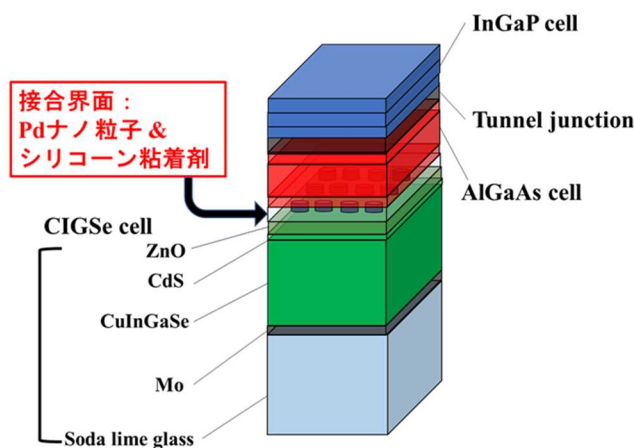 InGaP cell
接合界面：
Pdナノ粒子 &
シリコーン粘着剤
Tunnel junction
AlGaAs cell
CIGSe cell
ZnO
CdS
CuInGaSe
Mo
Soda lime glass